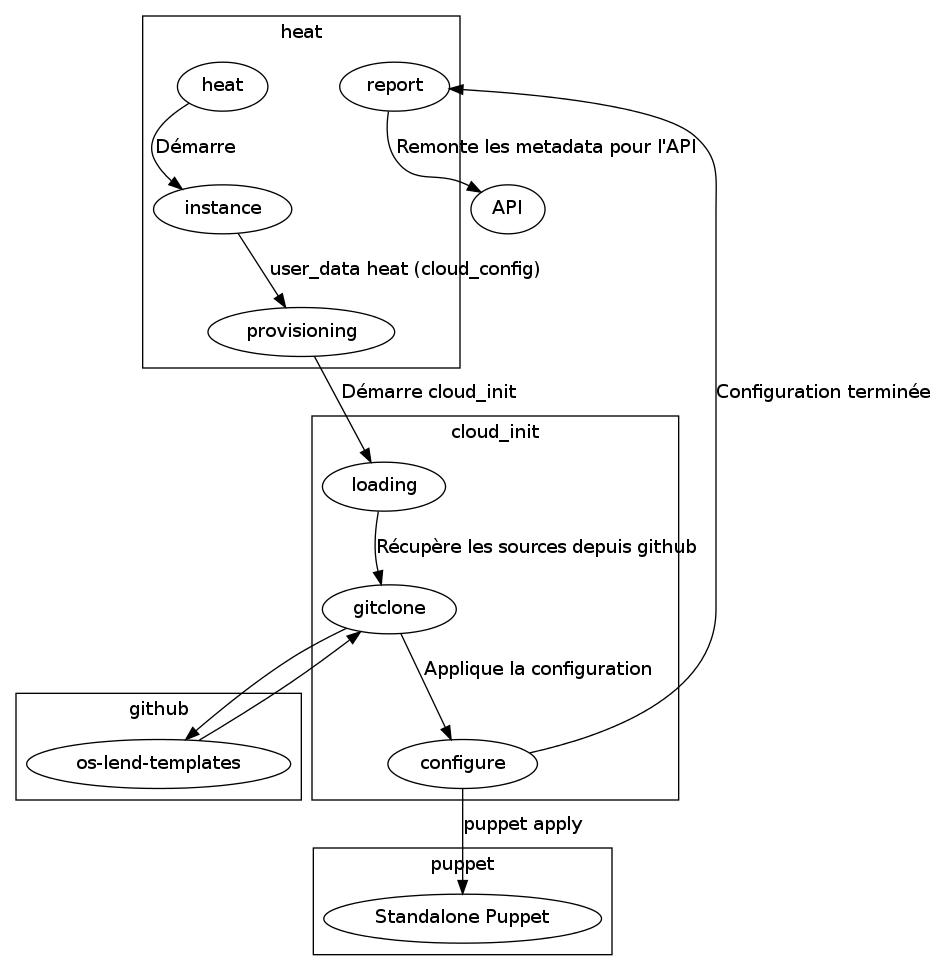 heat
heat
report
Démarre
Remonte les metadata pour l'API
instance
API
user_data heat (cloud_config)
provisioning
Démarre cloud_init
Configuration terminée
cloud_init
loading
Récupère les sources depuis github
gitclone
Applique la configuration
github
os-lend-templates
configure
puppet apply
puppet
Standalone Puppet